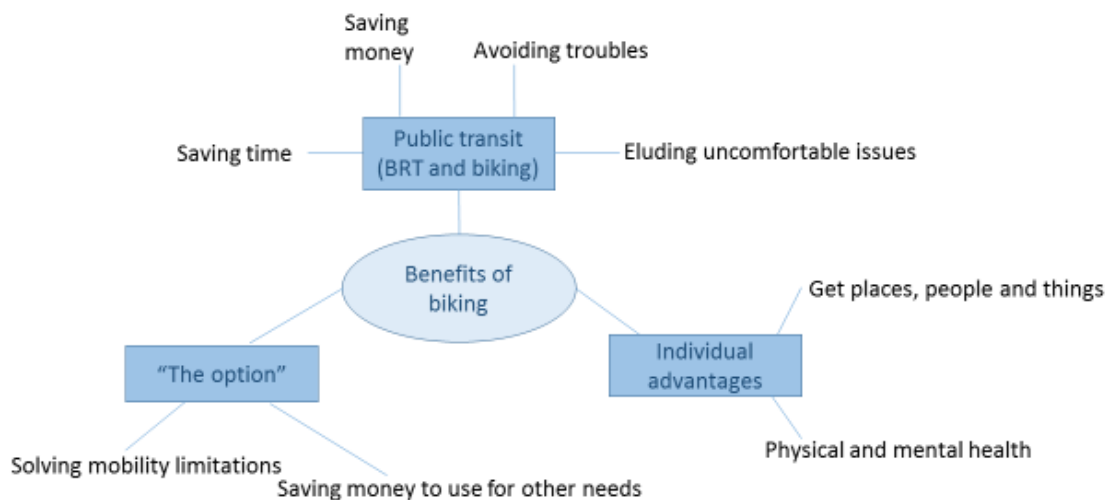 Saving
money
Avoiding troubles
Public transit
(BRT and biking)
Saving time
Eluding uncomfortable issues
Benefits of
biking
Get places, people and things
Individual
advantages
"The option"
Physical and mental health
Solving mobility limitations
Saving money to use for other needs